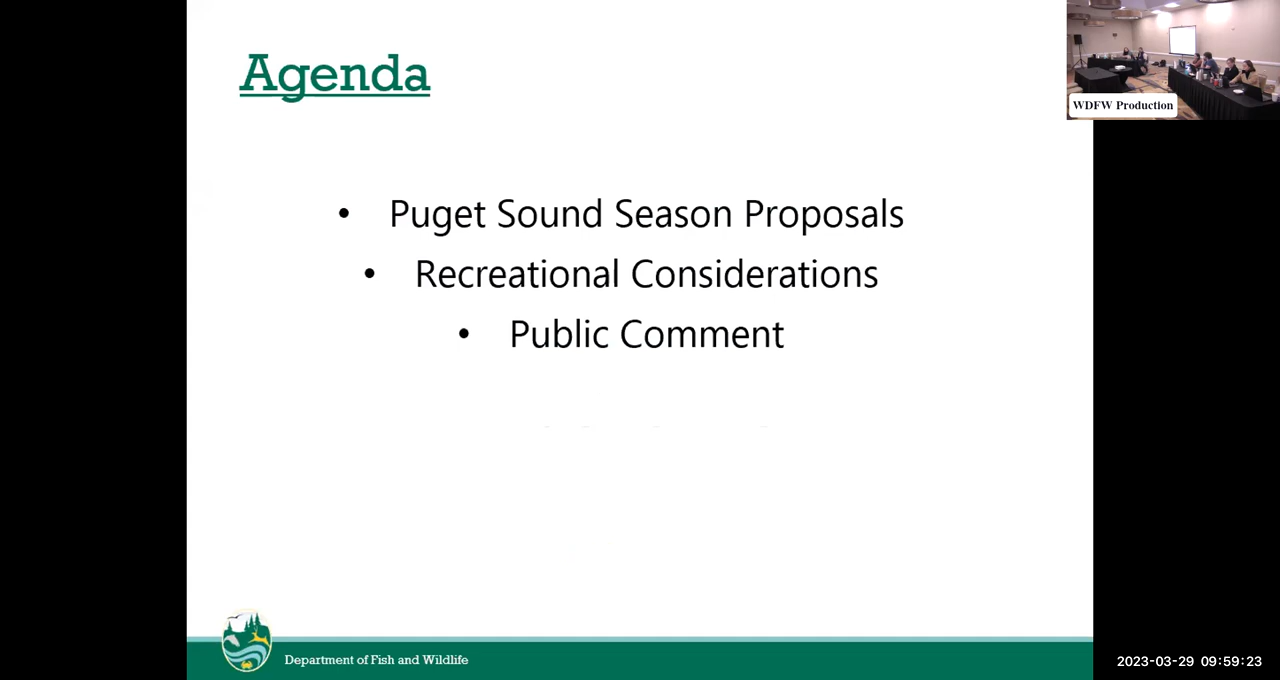 Agenda
WDFW Production
• Puget Sound Season Proposals
• Recreational Considerations
• Public Comment
Department of Fish and Wildlife
2023-03-29 09:59:23